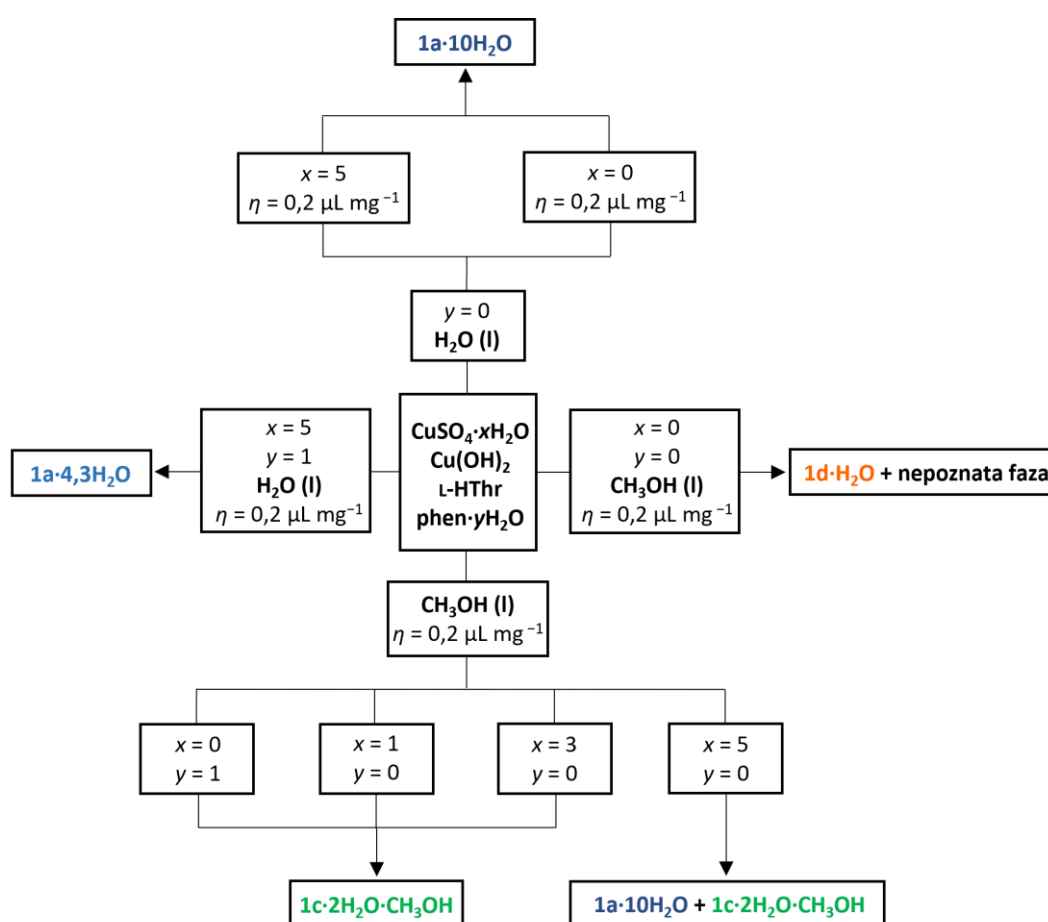 1a·10H₂O
x = 5
η = 0,2 µL mg⁻¹
x = 0
η = 0,2 µL mg⁻¹
y = 0
H₂O (l)
1a·4,3H₂O
x = 5
y = 1
H₂O (l)
η = 0,2 µL mg⁻¹
CuSO₄·xH₂O
Cu(OH)₂
L-HThr
phen·yH₂O
x = 0
y = 0
CH₃OH (l)
η = 0,2 µL mg⁻¹
1d·H₂O + nepoznata faza
CH₃OH (l)
η = 0,2 µL mg⁻¹
x = 0
y = 1
x = 1
y = 0
x = 3
y = 0
x = 5
y = 0
1c·2H₂O·CH₃OH
1a·10H₂O + 1c·2H₂O·CH₃OH